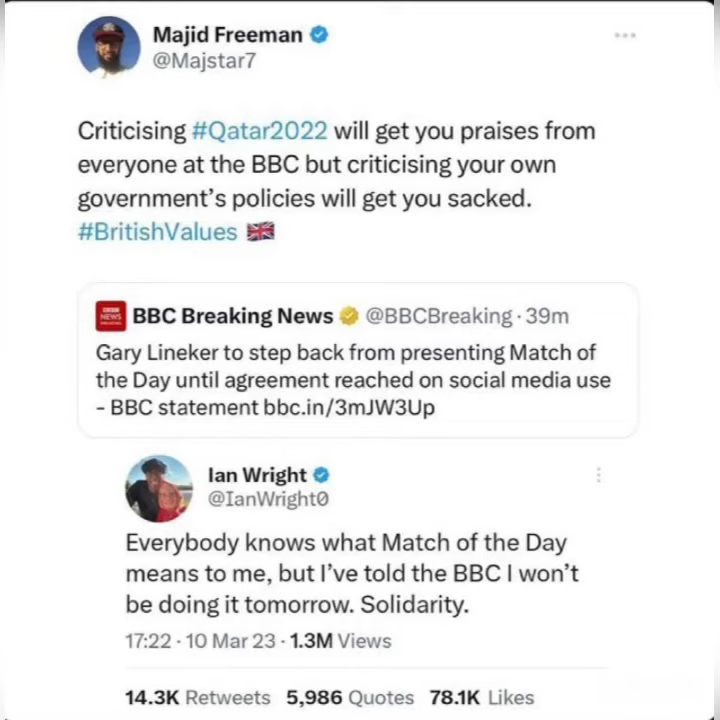 Majid Freeman
@Majstar7
Criticising #Qatar2022 will get you praises from
everyone at the BBC but criticising your own
government's policies will get you sacked.
#BritishValues 🇬🇧
BBC Breaking News @BBCBreaking · 39m
Gary Lineker to step back from presenting Match of
the Day until agreement reached on social media use
- BBC statement bbc.in/3mJW3Up
Ian Wright
@IanWright0
Everybody knows what Match of the Day
means to me, but I've told the BBC I won't
be doing it tomorrow. Solidarity.
17:22 · 10 Mar 23 · 1.3M Views
14.3K Retweets 5,986 Quotes 78.1K Likes